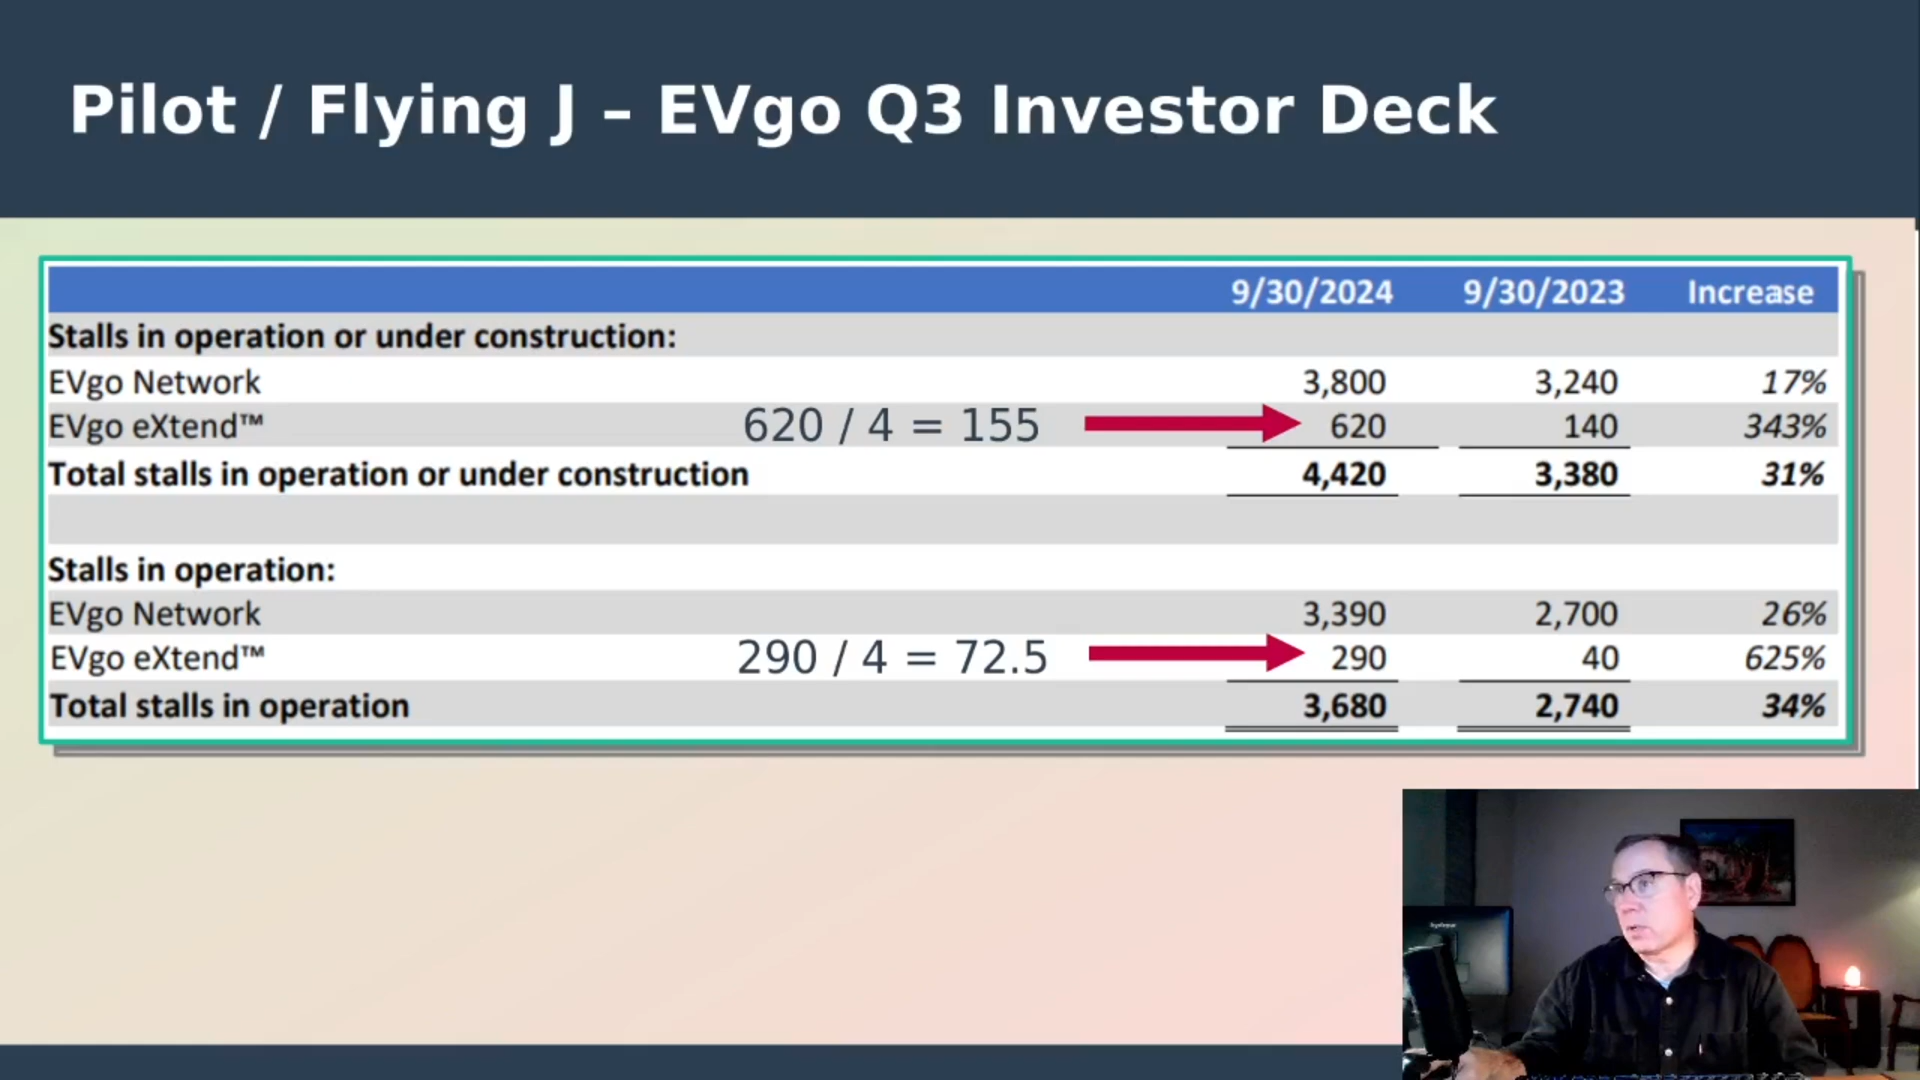 Pilot / Flying J – EVgo Q3 Investor Deck
9/30/2024 9/30/2023 Increase
Stalls in operation or under construction:
EVgo Network 3,800 3,240 17%
EVgo eXtend™ 620 / 4 = 155 620 140 343%
Total stalls in operation or under construction 4,420 3,380 31%
Stalls in operation:
EVgo Network 3,390 2,700 26%
EVgo eXtend™ 290 / 4 = 72.5 290 40 625%
Total stalls in operation 3,680 2,740 34%